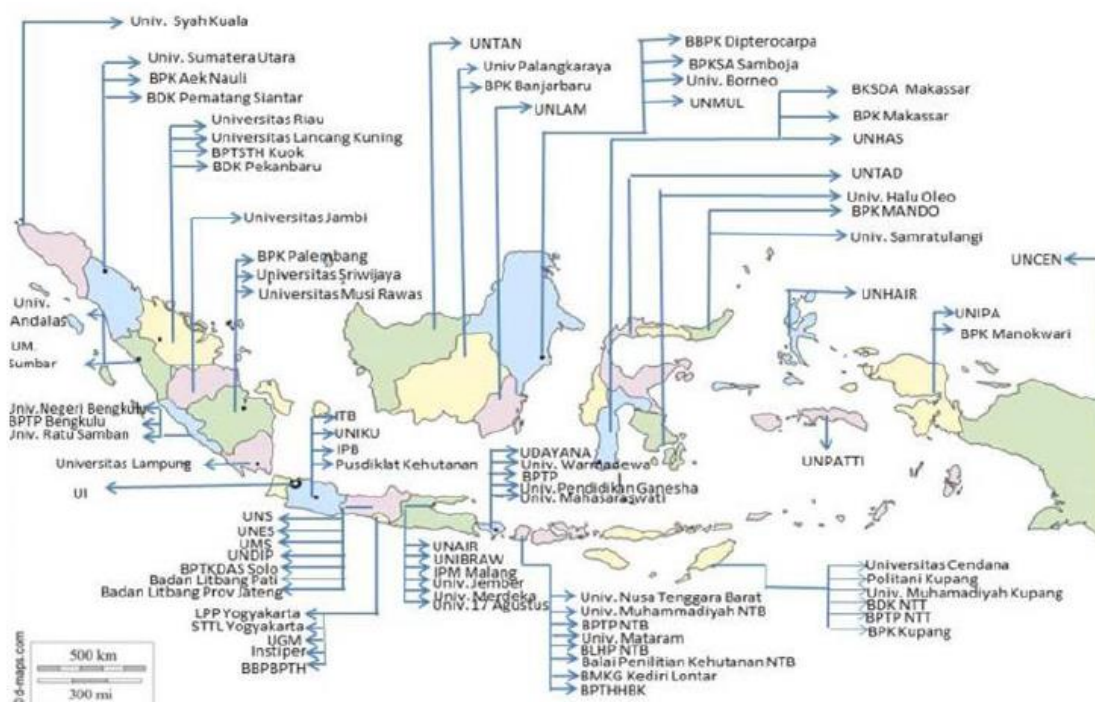 Univ. Syah Kuala
Univ. Sumatera Utara
BPK Aek Nauli
BDK Pematang Siantar
Universitas Riau
Universitas Lancang Kuning
BPTSTH Kuok
BDK Pekanbaru
Universitas Jambi
BPK Palembang
Universitas Sriwijaya
Universitas Musi Rawas
UNTAN
Univ Palangkaraya
BPK Banjarbaru
UNLAM
BBPK Dipterocarpa
BPKSA Samboja
Univ. Borneo
UNMUL
BKSDA Makassar
BPK Makassar
UNHAS
UNTAD
Univ. Halu Oleo
BPK MANDO
Univ. Samratulangi
UNCEN
UNHAIR
UNIPA
BPK Manokwari
Univ.
Andalas
UM.
Sumbar
Univ.Negeri Bengkulu
BPTP Bengkulu
Univ. Ratu Samban
Universitas Lampung
UI
ITB
UNIKU
IPB
Pusdiklat Kehutanan
UDAYANA
Univ. Warmadewa
BPTP
Univ.Pendidikan Ganesha
Univ. Mahasaraswati
UNPATTI
UNS
UNES
UMS
UNDIP
BPTKDAS Solo
Badan Litbang Pati
Badan Litbang Prov Jateng
LPP Yogyakarta
STTL Yogyakarta
UGM
Instiper
BBPBPTH
UNAIR
UNIBRAW
IPM Malang
Univ. Jember
Univ. Merdeka
Univ. 17 Agustus
Univ. Nusa Tenggara Barat
Univ. Muhammadiyah NTB
BPTP NTB
Univ. Mataram
BLHP NTB
Balai Penilitian Kehutanan NTB
BMKG Kediri Lontar
BPTHHBK
Universitas Cendana
Politani Kupang
Univ. Muhamadiyah Kupang
BDK NTT
BPTP NTT
BPK Kupang
500 km
300 mi
© d-maps.com